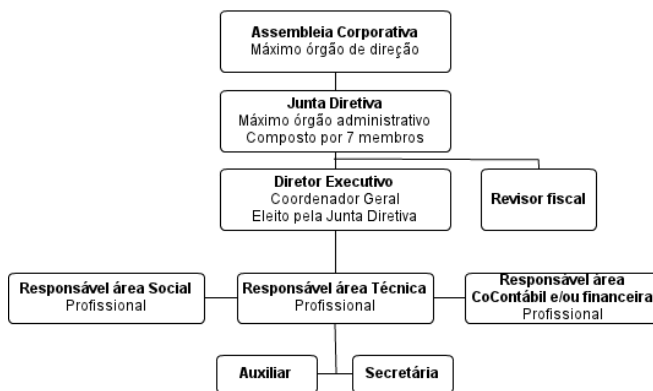 Assembleia Corporativa
Máximo órgão de direção
Junta Diretiva
Máximo órgão administrativo
Composto por 7 membros
Diretor Executivo
Coordenador Geral
Eleito pela Junta Diretiva
Revisor fiscal
Responsável área Social
Profissional
Responsável área Técnica
Profissional
Responsável área
CoContábil e/ou financeira
Profissional
Auxiliar
Secretária